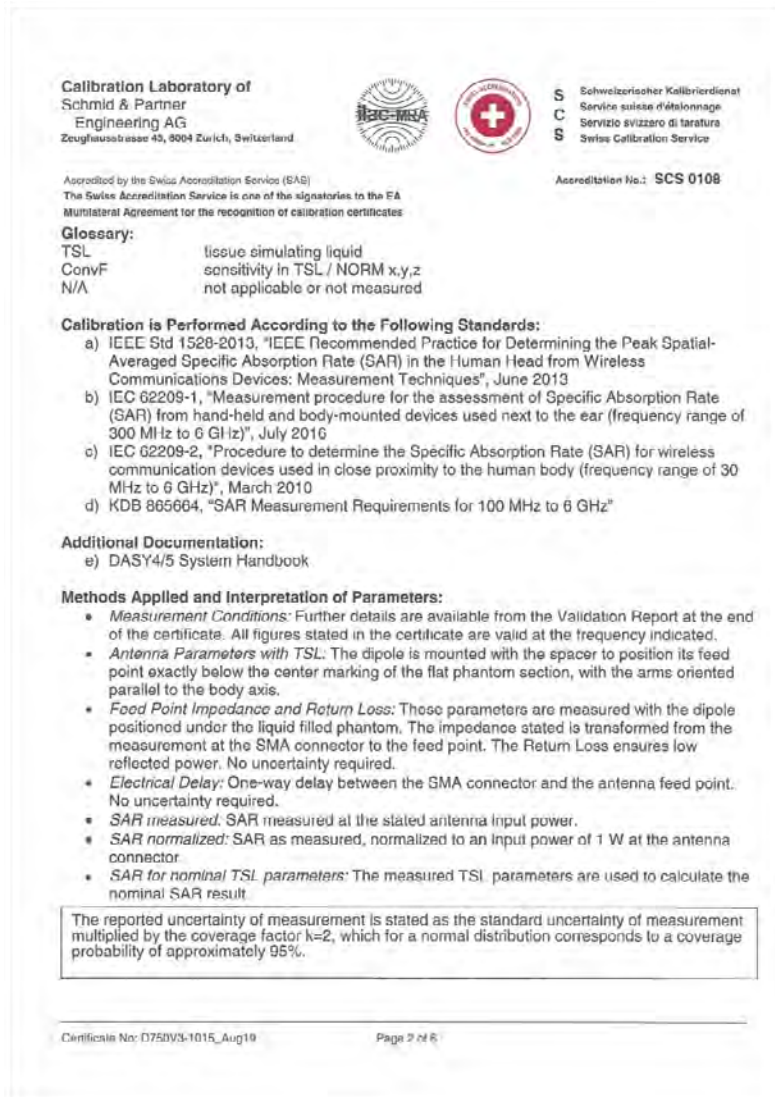 Calibration Laboratory of
Schmid & Partner
Engineering AG
Zeughausstrasse 43, 8004 Zurich, Switzerland
ilac-MRA
S Schweizerischer Kalibrierdienst
C Service suisse d'étalonnage
Servizio svizzero di taratura
S Swiss Calibration Service
Accredited by the Swiss Accreditation Service (SAS)
Accreditation No.: SCS 0108
The Swiss Accreditation Service is one of the signatories to the EA
Multilateral Agreement for the recognition of calibration certificates
Glossary:
TSL tissue simulating liquid
ConvF sensitivity in TSL / NORM x,y,z
N/A not applicable or not measured
Calibration is Performed According to the Following Standards:
a) IEEE Std 1528-2013, "IEEE Recommended Practice for Determining the Peak Spatial-
Averaged Specific Absorption Rate (SAR) in the Human Head from Wireless
Communications Devices: Measurement Techniques", June 2013
b) IEC 62209-1, "Measurement procedure for the assessment of Specific Absorption Rate
(SAR) from hand-held and body-mounted devices used next to the ear (frequency range of
300 MHz to 6 GHz)", July 2016
c) IEC 62209-2, "Procedure to determine the Specific Absorption Rate (SAR) for wireless
communication devices used in close proximity to the human body (frequency range of 30
MHz to 6 GHz)", March 2010
d) KDB 865664, "SAR Measurement Requirements for 100 MHz to 6 GHz"
Additional Documentation:
e) DASY4/5 System Handbook
Methods Applied and Interpretation of Parameters:
• Measurement Conditions: Further details are available from the Validation Report at the end
of the certificate. All figures stated in the certificate are valid at the frequency indicated.
• Antenna Parameters with TSL: The dipole is mounted with the spacer to position its feed
point exactly below the center marking of the flat phantom section, with the arms oriented
parallel to the body axis.
• Feed Point Impedance and Return Loss: These parameters are measured with the dipole
positioned under the liquid filled phantom. The impedance stated is transformed from the
measurement at the SMA connector to the feed point. The Return Loss ensures low
reflected power. No uncertainty required.
• Electrical Delay: One-way delay between the SMA connector and the antenna feed point.
No uncertainty required.
• SAR measured: SAR measured at the stated antenna input power.
• SAR normalized: SAR as measured, normalized to an input power of 1 W at the antenna
connector.
• SAR for nominal TSL parameters: The measured TSL parameters are used to calculate the
nominal SAR result.
The reported uncertainty of measurement is stated as the standard uncertainty of measurement
multiplied by the coverage factor k=2, which for a normal distribution corresponds to a coverage
probability of approximately 95%.
Certificate No: D750V3-1015_Aug19
Page 2 of 6